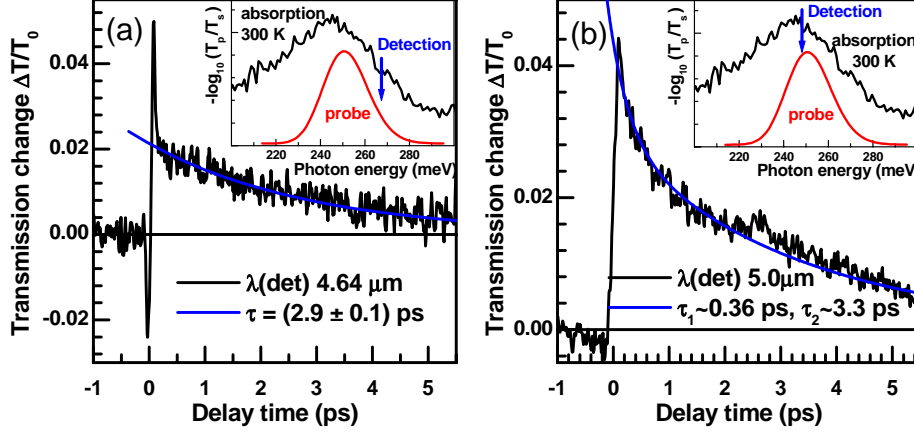 (a)
absorption
300 K
-log10(Tp/Ts)
Detection
probe
220 240 260 280
Photon energy (meV)
Transmission change ΔT/T0
0.04
0.02
0.00
-0.02
λ(det) 4.64 μm
τ = (2.9 ± 0.1) ps
-1 0 1 2 3 4 5
Delay time (ps)
(b)
Detection
absorption
300 K
-log10(Tp/Ts)
probe
220 240 260 280
Photon energy (meV)
Transmission change ΔT/T0
0.04
0.02
0.00
λ(det) 5.0μm
τ1~0.36 ps, τ2~3.3 ps
-1 0 1 2 3 4 5
Delay time (ps)